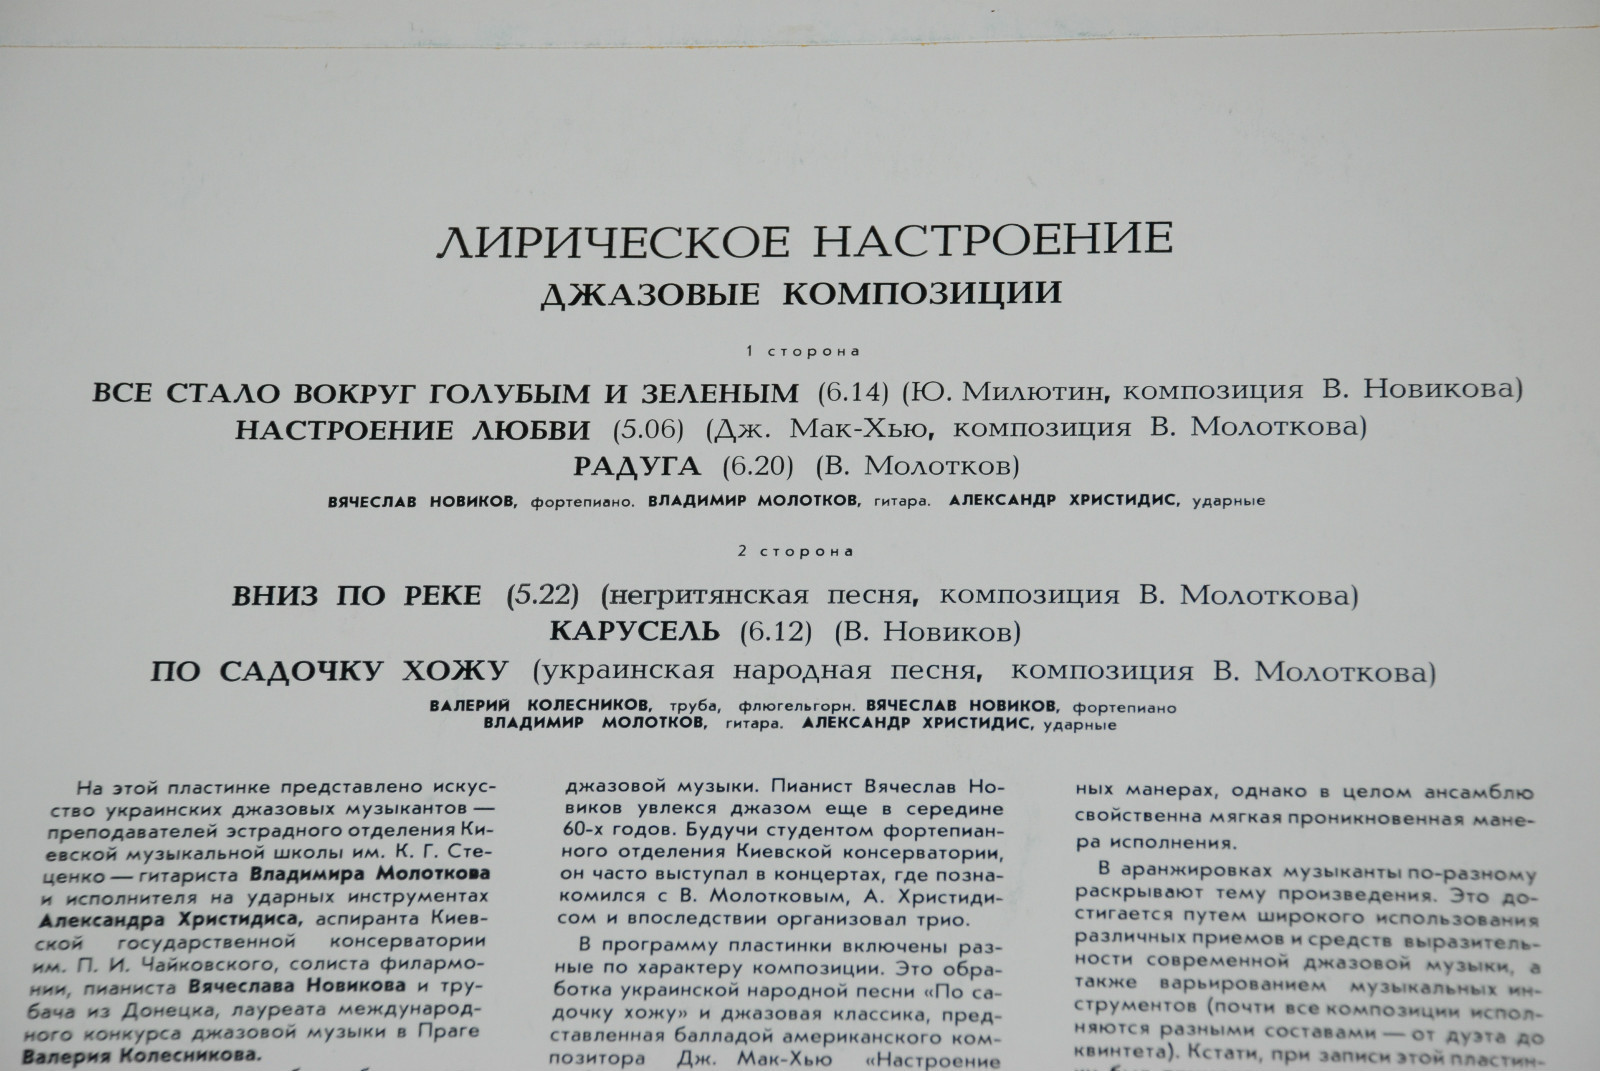 ЛИРИЧЕСКОЕ НАСТРОЕНИЕ
ДЖАЗОВЫЕ КОМПОЗИЦИИ
1 сторона
ВСЕ СТАЛО ВОКРУГ ГОЛУБЫМ И ЗЕЛЕНЫМ (6.14) (Ю. Милютин, композиция В. Новикова)
НАСТРОЕНИЕ ЛЮБВИ (5.06) (Дж. Мак-Хью, композиция В. Молоткова)
РАДУГА (6.20) (В. Молотков)
ВЯЧЕСЛАВ НОВИКОВ, фортепиано. ВЛАДИМИР МОЛОТКОВ, гитара. АЛЕКСАНДР ХРИСТИДИС, ударные
2 сторона
ВНИЗ ПО РЕКЕ (5.22) (негритянская песня, композиция В. Молоткова)
КАРУСЕЛЬ (6.12) (В. Новиков)
ПО САДОЧКУ ХОЖУ (украинская народная песня, композиция В. Молоткова)
ВАЛЕРИЙ КОЛЕСНИКОВ, труба, флюгельгорн. ВЯЧЕСЛАВ НОВИКОВ, фортепиано
ВЛАДИМИР МОЛОТКОВ, гитара. АЛЕКСАНДР ХРИСТИДИС, ударные
На этой пластинке представлено искус-
ство украинских джазовых музыкантов —
преподавателей эстрадного отделения Ки-
евской музыкальной школы им. К. Г. Сте-
ценко — гитариста Владимира Молоткова
и исполнителя на ударных инструментах
Александра Христидиса, аспиранта Киев-
ской государственной консерватории
им. П. И. Чайковского, солиста филармо-
нии, пианиста Вячеслава Новикова и тру-
бача из Донецка, лауреата международ-
ного конкурса джазовой музыки в Праге
Валерия Колесникова.
джазовой музыки. Пианист Вячеслав Но-
виков увлекся джазом еще в середине
60-х годов. Будучи студентом фортепиан-
ного отделения Киевской консерватории,
он часто выступал в концертах, где позна-
комился с В. Молотковым, А. Христиди-
сом и впоследствии организовал трио.
В программу пластинки включены раз-
ные по характеру композиции. Это обра-
ботка украинской народной песни «По са-
дочку хожу» и джазовая классика, пред-
ставленная балладой американского ком-
позитора Дж. Мак-Хью «Настроение
ных манерах, однако в целом ансамблю
свойственна мягкая проникновенная мане-
ра исполнения.
В аранжировках музыканты по-разному
раскрывают тему произведения. Это до-
стигается путем широкого использования
различных приемов и средств выразитель-
ности современной джазовой музыки, а
также варьированием музыкальных ин-
струментов (почти все композиции испол-
няются разными составами — от дуэта до
квинтета). Кстати, при записи этой пластин-